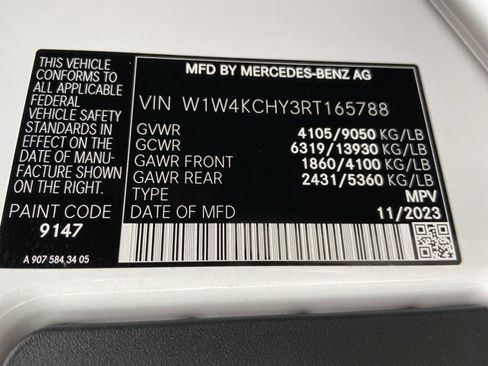 THIS VEHICLE
CONFORMS TO
ALL APPLICABLE
FEDERAL
VEHICLE SAFETY
STANDARDS IN
EFFECT ON THE
DATE OF MANU-
FACTURE SHOWN
ON THE RIGHT.
PAINT CODE
9147
A 907 584 34 05
MFD BY MERCEDES-BENZ AG
VIN W1W4KCHY3RT165788
GVWR 4105/9050 KG/LB
GCWR 6319/13930 KG/LB
GAWR FRONT 1860/4100 KG/LB
GAWR REAR 2431/5360 KG/LB
TYPE MPV
DATE OF MFD 11/2023